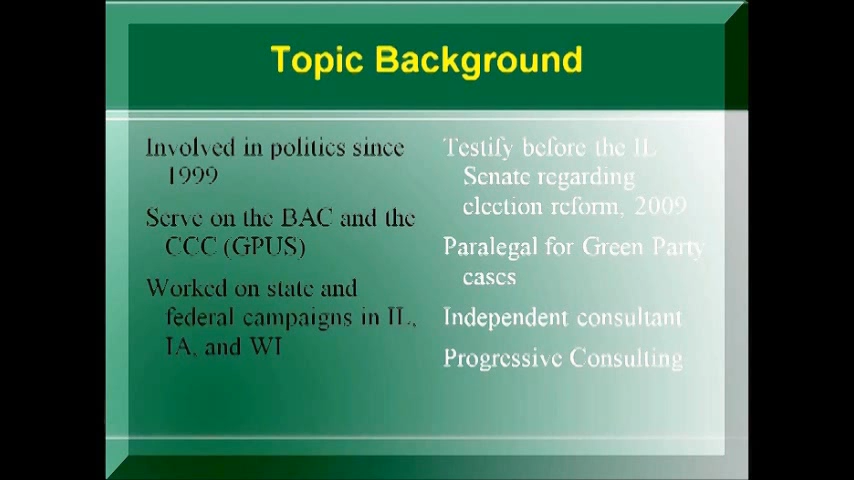 Topic Background
Involved in politics since
1999
Serve on the BAC and the
CCC (GPUS)
Worked on state and
federal campaigns in IL,
IA, and WI
Testify before the IL
Senate regarding
election reform, 2009
Paralegal for Green Party
cases
Independent consultant
Progressive Consulting